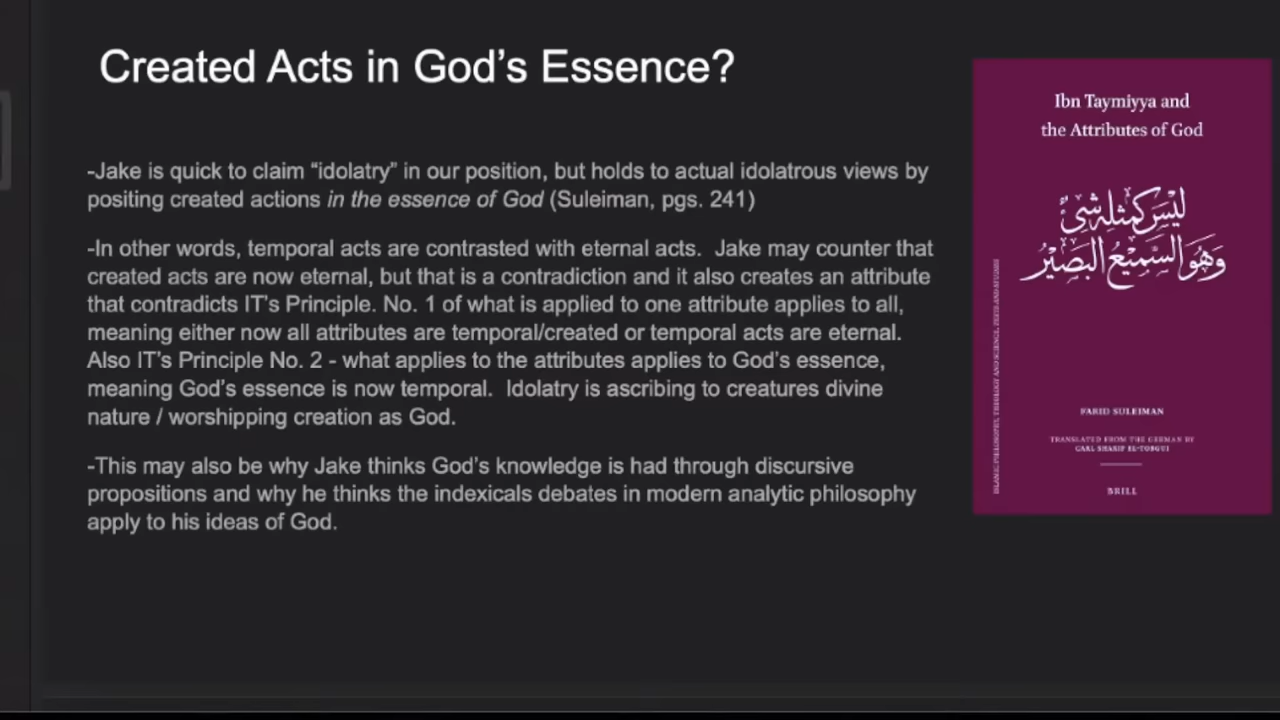 Created Acts in God's Essence?
-Jake is quick to claim “idolatry” in our position, but holds to actual idolatrous views by
positing created actions in the essence of God (Suleiman, pgs. 241)
-In other words, temporal acts are contrasted with eternal acts.  Jake may counter that
created acts are now eternal, but that is a contradiction and it also creates an attribute
that contradicts IT's Principle. No. 1 of what is applied to one attribute applies to all,
meaning either now all attributes are temporal/created or temporal acts are eternal.
Also IT's Principle No. 2 - what applies to the attributes applies to God's essence,
meaning God's essence is now temporal.  Idolatry is ascribing to creatures divine
nature / worshipping creation as God.
-This may also be why Jake thinks God's knowledge is had through discursive
propositions and why he thinks the indexicals debates in modern analytic philosophy
apply to his ideas of God.
Ibn Taymiyya and
the Attributes of God
لَيْسَ كَمِثْلِهِ شَيْءٌ
وَهُوَ السَّمِيْعُ الْبَصِيْرُ
FARID SULEIMAN
TRANSLATED FROM THE GERMAN BY
CARL SHARIF EL-TOBGUI
BRILL